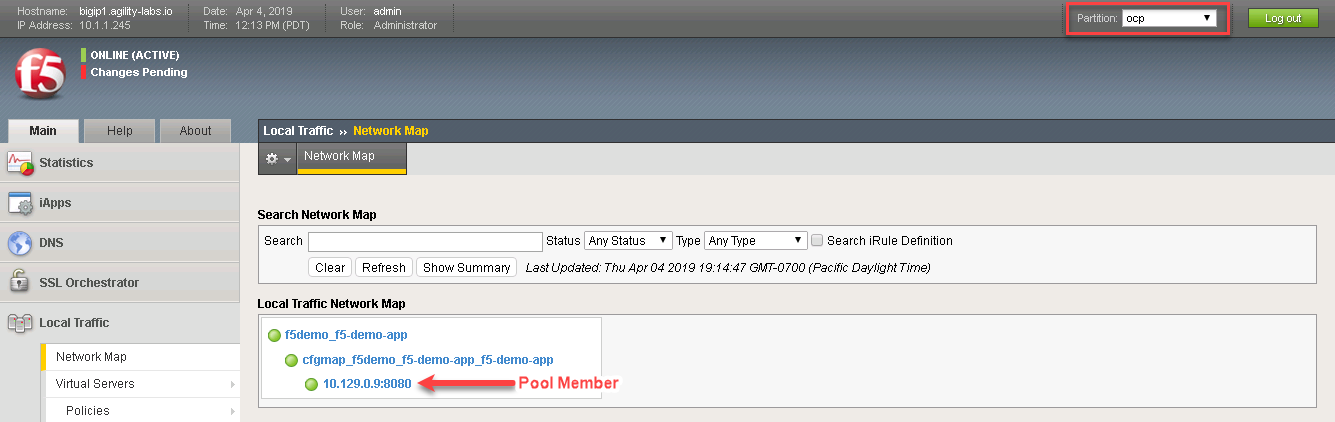 Hostname: bigip1.agility-labs.io Date: Apr 4, 2019 User: admin
IP Address: 10.1.1.245 Time: 12:13 PM (PDT) Role: Administrator
Partition: ocp Log out
f5
ONLINE (ACTIVE)
Changes Pending
Main Help About
Local Traffic ›› Network Map
Network Map
Statistics
iApps
DNS
SSL Orchestrator
Local Traffic
Network Map
Virtual Servers
Policies
Search Network Map
Search Status Any Status Type Any Type Search iRule Definition
Clear Refresh Show Summary Last Updated: Thu Apr 04 2019 19:14:47 GMT-0700 (Pacific Daylight Time)
Local Traffic Network Map
f5demo_f5-demo-app
cfgmap_f5demo_f5-demo-app_f5-demo-app
10.129.0.9:8080 Pool Member